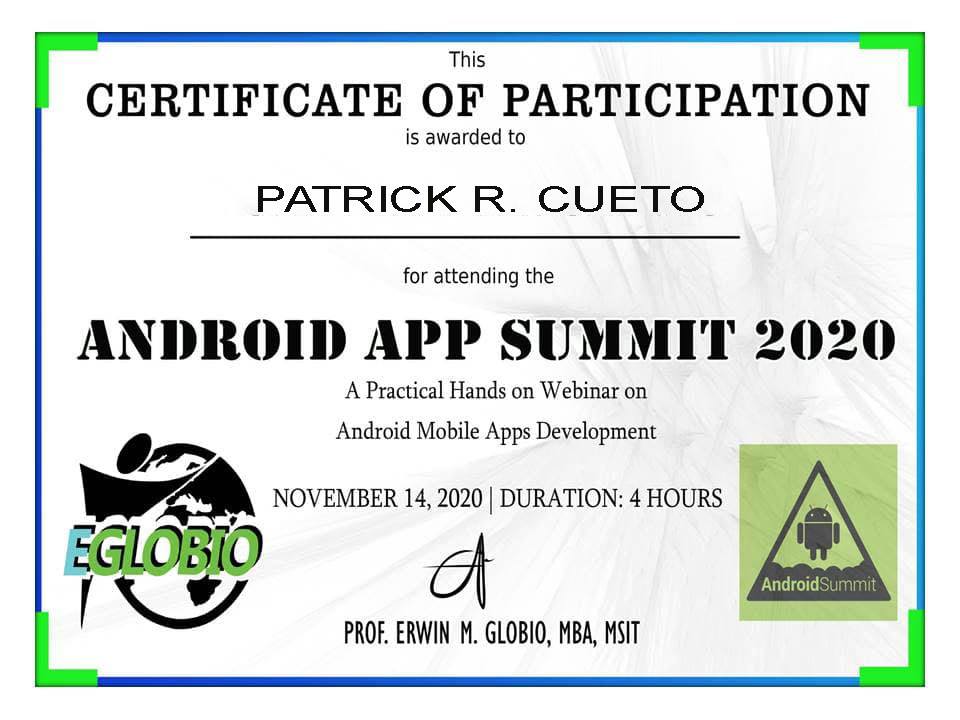 This
CERTIFICATE OF PARTICIPATION
is awarded to
PATRICK R. CUETO
for attending the
ANDROID APP SUMMIT 2020
A Practical Hands on Webinar on
Android Mobile Apps Development
NOVEMBER 14, 2020 | DURATION: 4 HOURS
EGLOBIO
AndroidSummit
PROF. ERWIN M. GLOBIO, MBA, MSIT